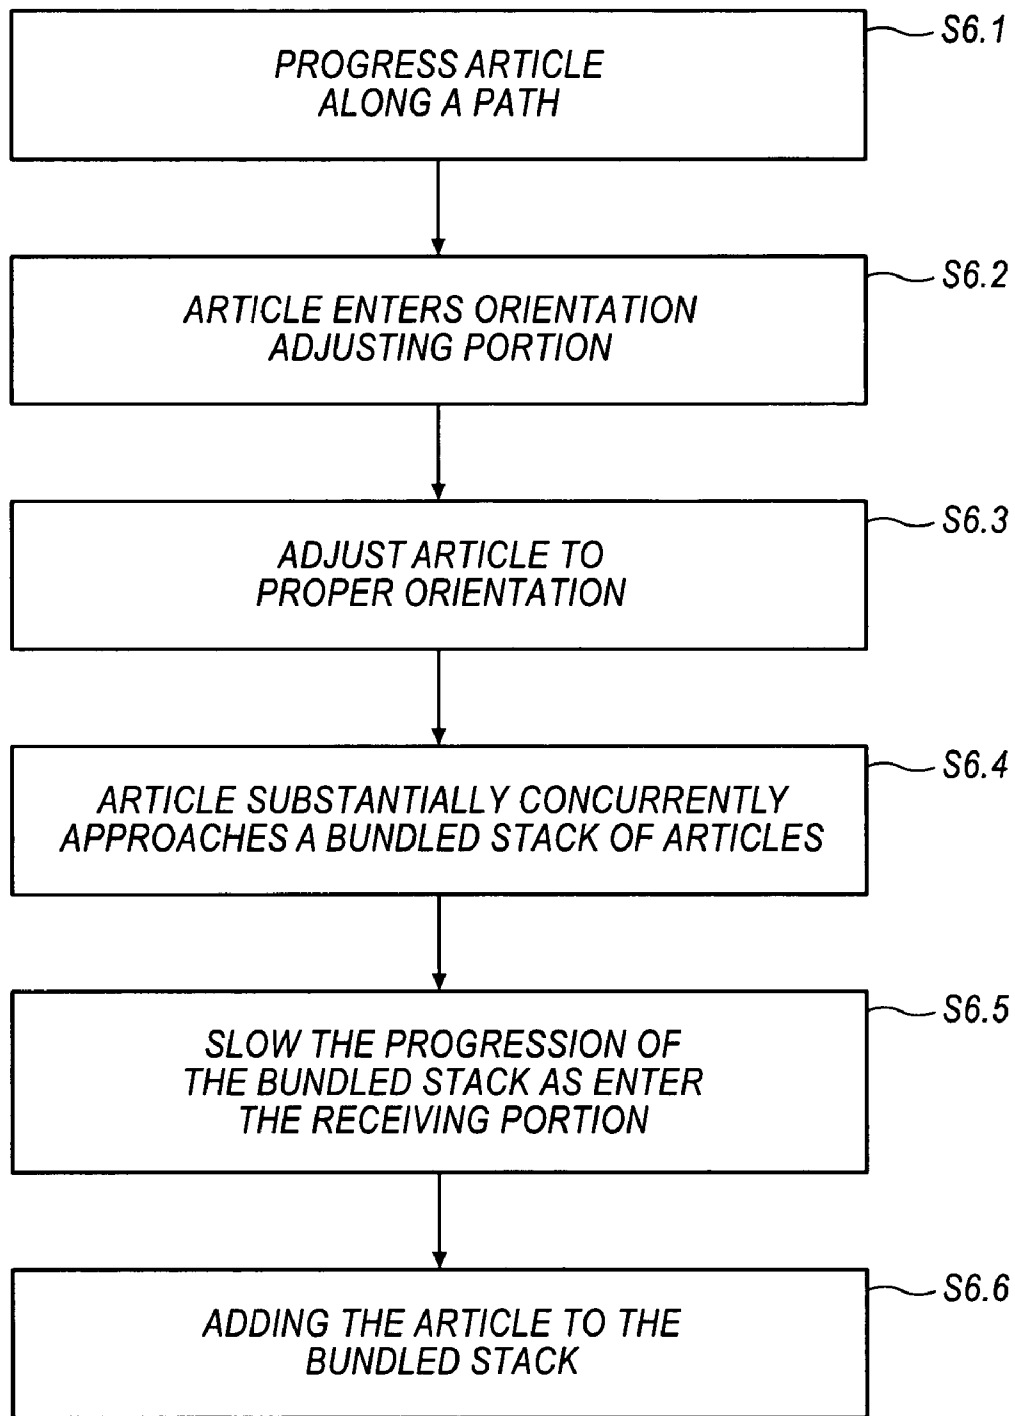 PROGRESS ARTICLE
ALONG A PATH
S6.1
ARTICLE ENTERS ORIENTATION
ADJUSTING PORTION
S6.2
ADJUST ARTICLE TO
PROPER ORIENTATION
S6.3
ARTICLE SUBSTANTIALLY CONCURRENTLY
APPROACHES A BUNDLED STACK OF ARTICLES
S6.4
SLOW THE PROGRESSION OF
THE BUNDLED STACK AS ENTER
THE RECEIVING PORTION
S6.5
ADDING THE ARTICLE TO THE
BUNDLED STACK
S6.6